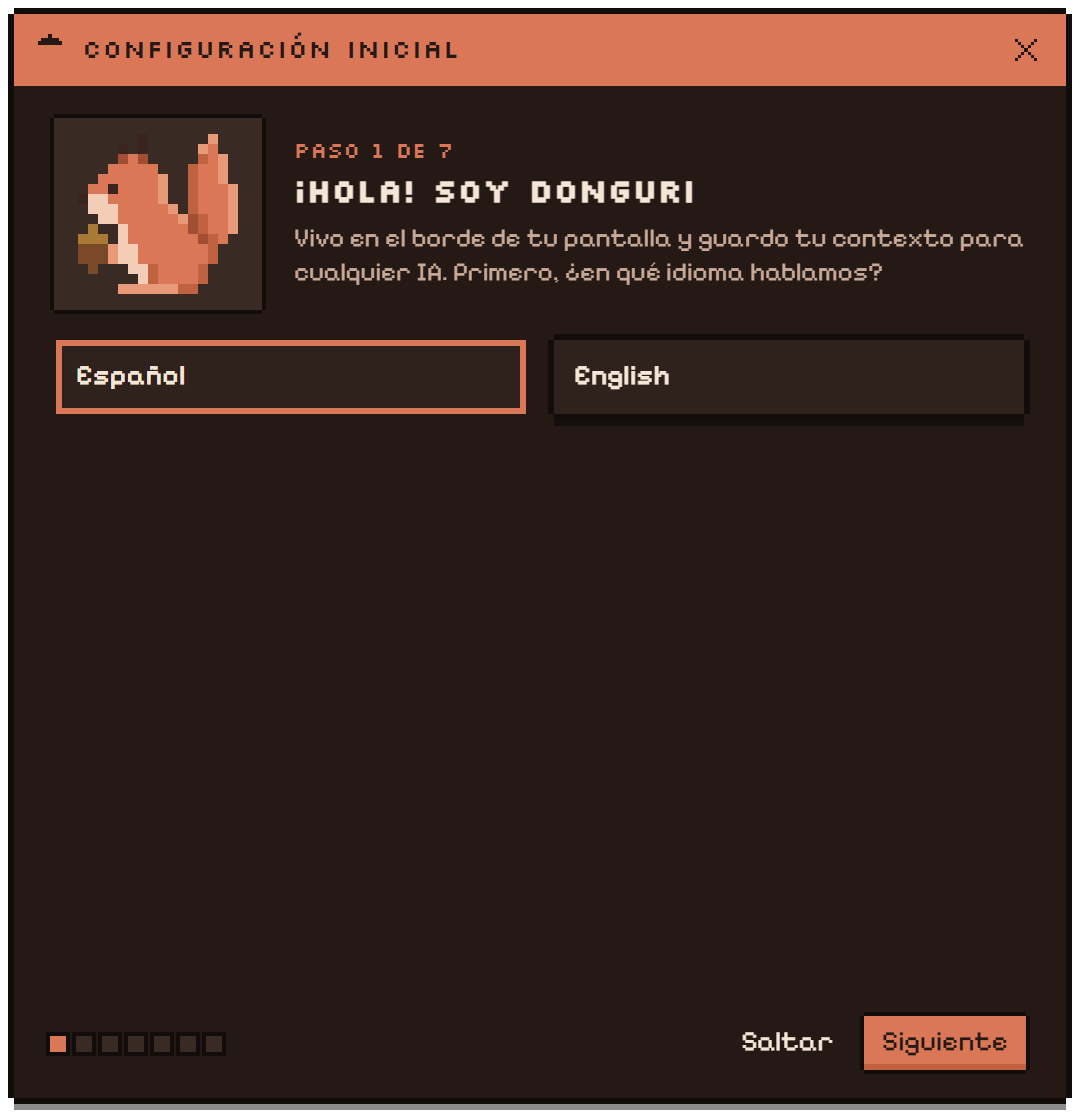 CONFIGURACIÓN INICIAL
PASO 1 DE 7
¡HOLA! SOY DONGURI
Vivo en el borde de tu pantalla y guardo tu contexto para
cualquier IA. Primero, ¿en qué idioma hablamos?
Español
English
Saltar
Siguiente